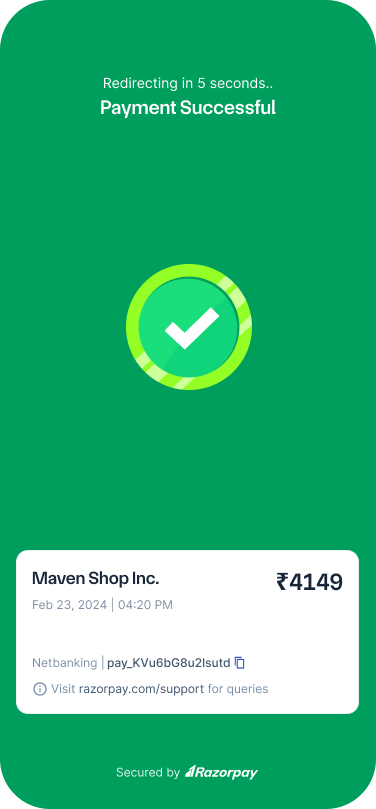 Redirecting in 5 seconds..
Payment Successful
Maven Shop Inc.
₹4149
Feb 23, 2024 | 04:20 PM
Netbanking | pay_KVu6bG8u2lsutd
Visit razorpay.com/support for queries
Secured by Razorpay